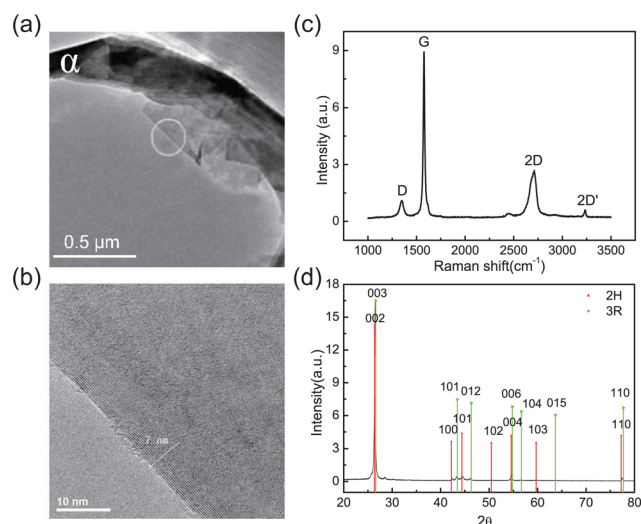 (a)
α
0.5 μm
(b)
7 nm
10 nm
(c)
Intensity (a.u.)
9
6
3
0
D
G
2D
2D'
1000 1500 2000 2500 3000 3500
Raman shift(cm-1)
(d)
Intensity(a.u.)
18
15
12
9
6
3
0
003
002
2H
3R
101 012
100
101
102
006
004
104
015
103
110
110
20 30 40 50 60 70 80
2θ